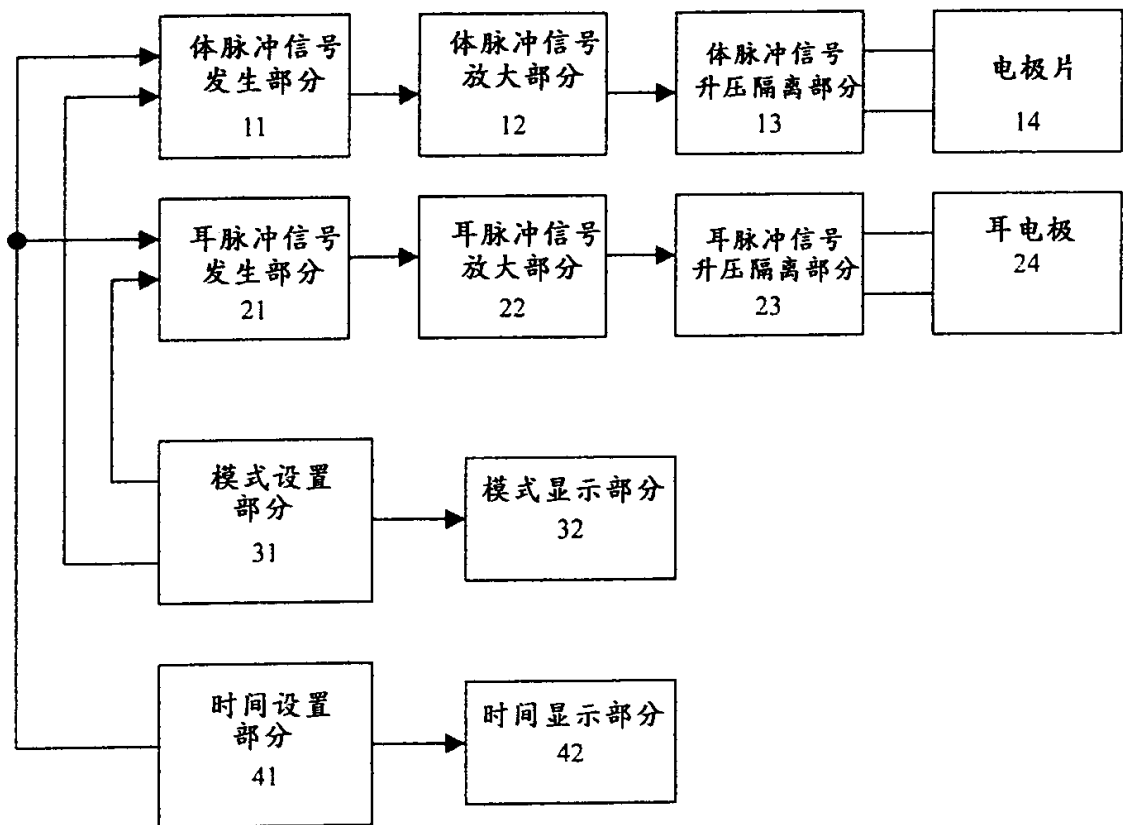 体脉冲信号
发生部分
11
体脉冲信号
放大部分
12
体脉冲信号
升压隔离部分
13
电极片
14
耳脉冲信号
发生部分
21
耳脉冲信号
放大部分
22
耳脉冲信号
升压隔离部分
23
耳电极
24
模式设置
部分
31
模式显示部分
32
时间设置
部分
41
时间显示部分
42